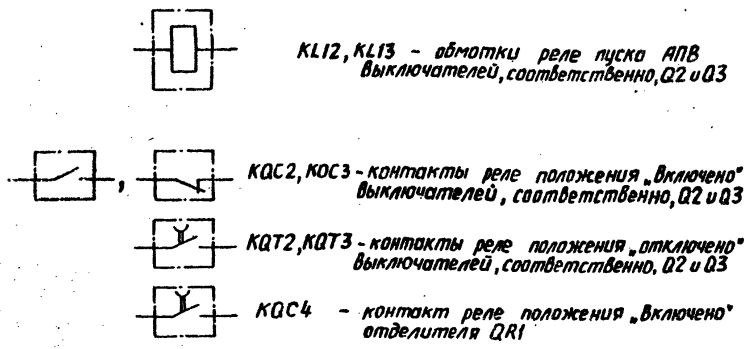 KL12, KL13 - обмотки реле пуска АПВ
выключателей, соответственно, Q2 и Q3
, KQC2, KQC3 - контакты реле положения „Включено"
выключателей, соответственно, Q2 и Q3
KQT2, KQT3 - контакты реле положения „отключено"
выключателей, соответственно, Q2 и Q3
KQC4 - контакт реле положения „Включено"
отделителя QR1